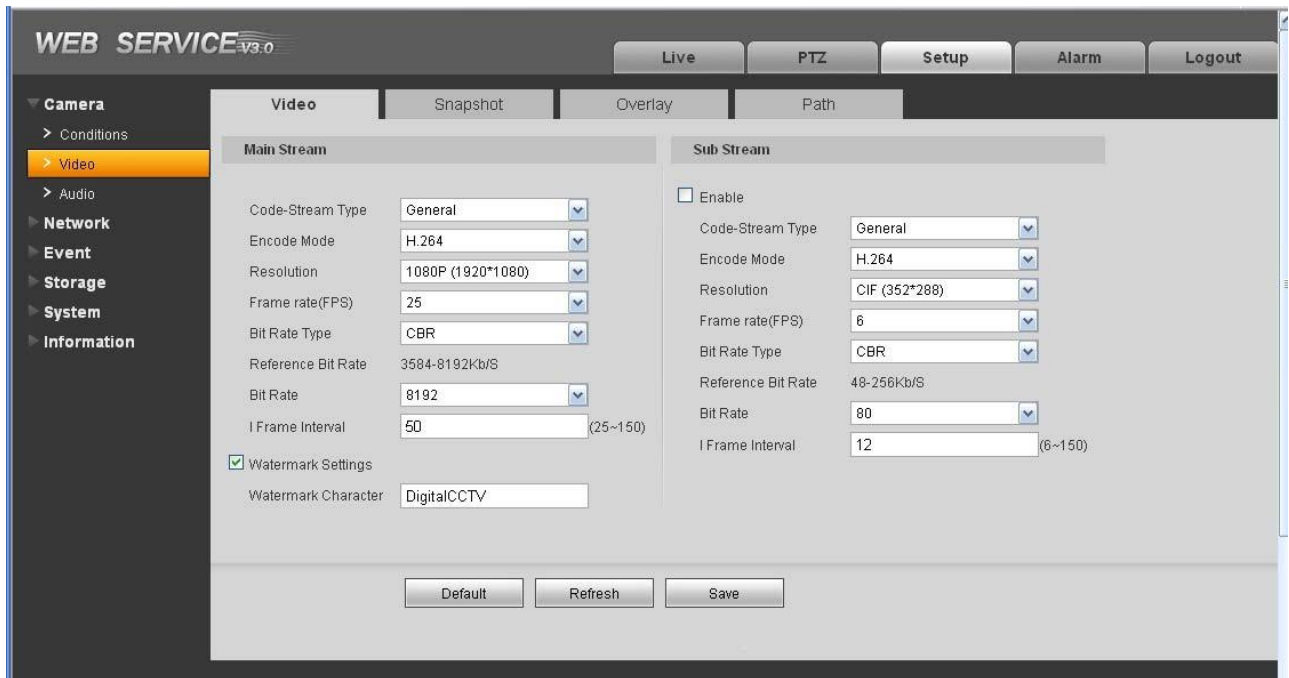 WEB SERVICE V3.0
Live PTZ Setup Alarm Logout
Camera
Conditions
Video
Audio
Network
Event
Storage
System
Information
Video Snapshot Overlay Path
Main Stream
Code-Stream Type General
Encode Mode H.264
Resolution 1080P (1920*1080)
Frame rate(FPS) 25
Bit Rate Type CBR
Reference Bit Rate 3584-8192Kb/S
Bit Rate 8192
I Frame Interval 50 (25~150)
Watermark Settings
Watermark Character DigitalCCTV
Sub Stream
Enable
Code-Stream Type General
Encode Mode H.264
Resolution CIF (352*288)
Frame rate(FPS) 6
Bit Rate Type CBR
Reference Bit Rate 48-256Kb/S
Bit Rate 80
I Frame Interval 12 (6~150)
Default Refresh Save